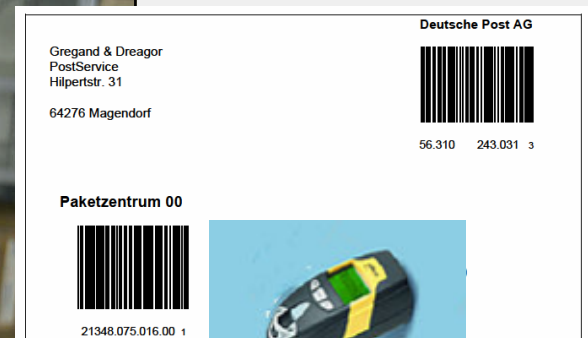 Deutsche Post AG
Gregand & Dreagor
PostService
Hilpertstr. 31
64276 Magendorf
56.310 243.031 3
Paketzentrum 00
21348.075.016.00 1